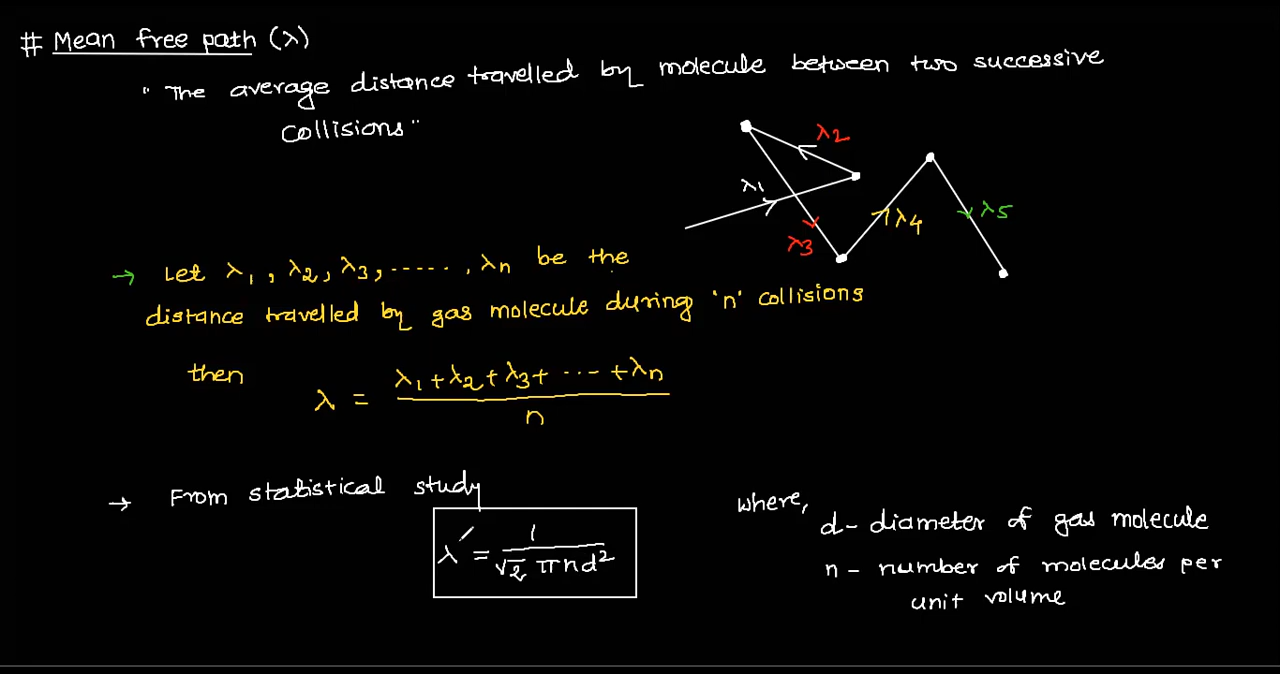 # Mean free path (λ)
" The average distance travelled by molecule between two successive
collisions"
λ1
λ2
λ3
λ4
λ5
→ Let λ1, λ2, λ3, ......, λn be the
distance travelled by gas molecule during 'n' collisions
then λ = (λ1 + λ2 + λ3 + ... + λn) / n
→ From statistical study
λ = 1 / (√2 πnd²)
where,
d - diameter of gas molecule
n - number of molecules per
unit volume